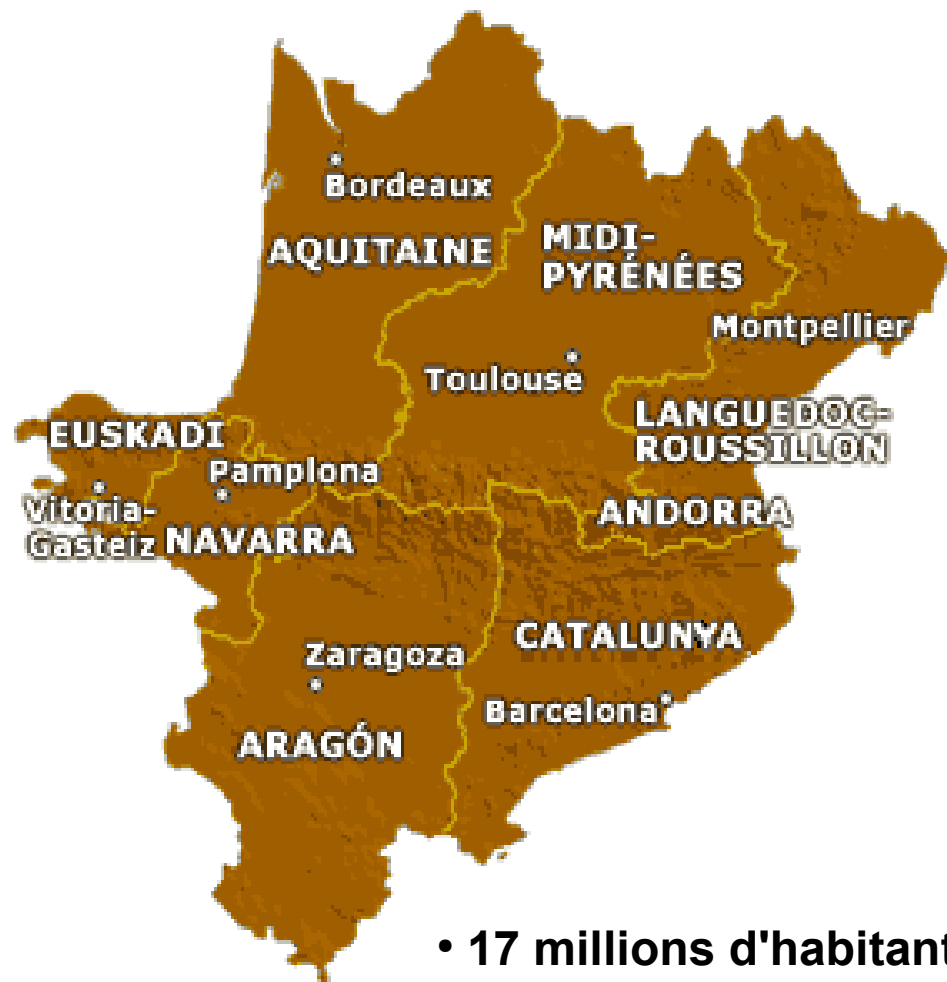 Bordeaux
AQUITAINE
MIDI-
PYRÉNÉES
Montpellier
Toulouse
LANGUEDOC-
ROUSSILLON
EUSKADI
Pamplona
Vitoria-
Gasteiz
NAVARRA
ANDORRA
CATALUNYA
Zaragoza
Barcelona
ARAGÓN
• 17 millions d'habitant